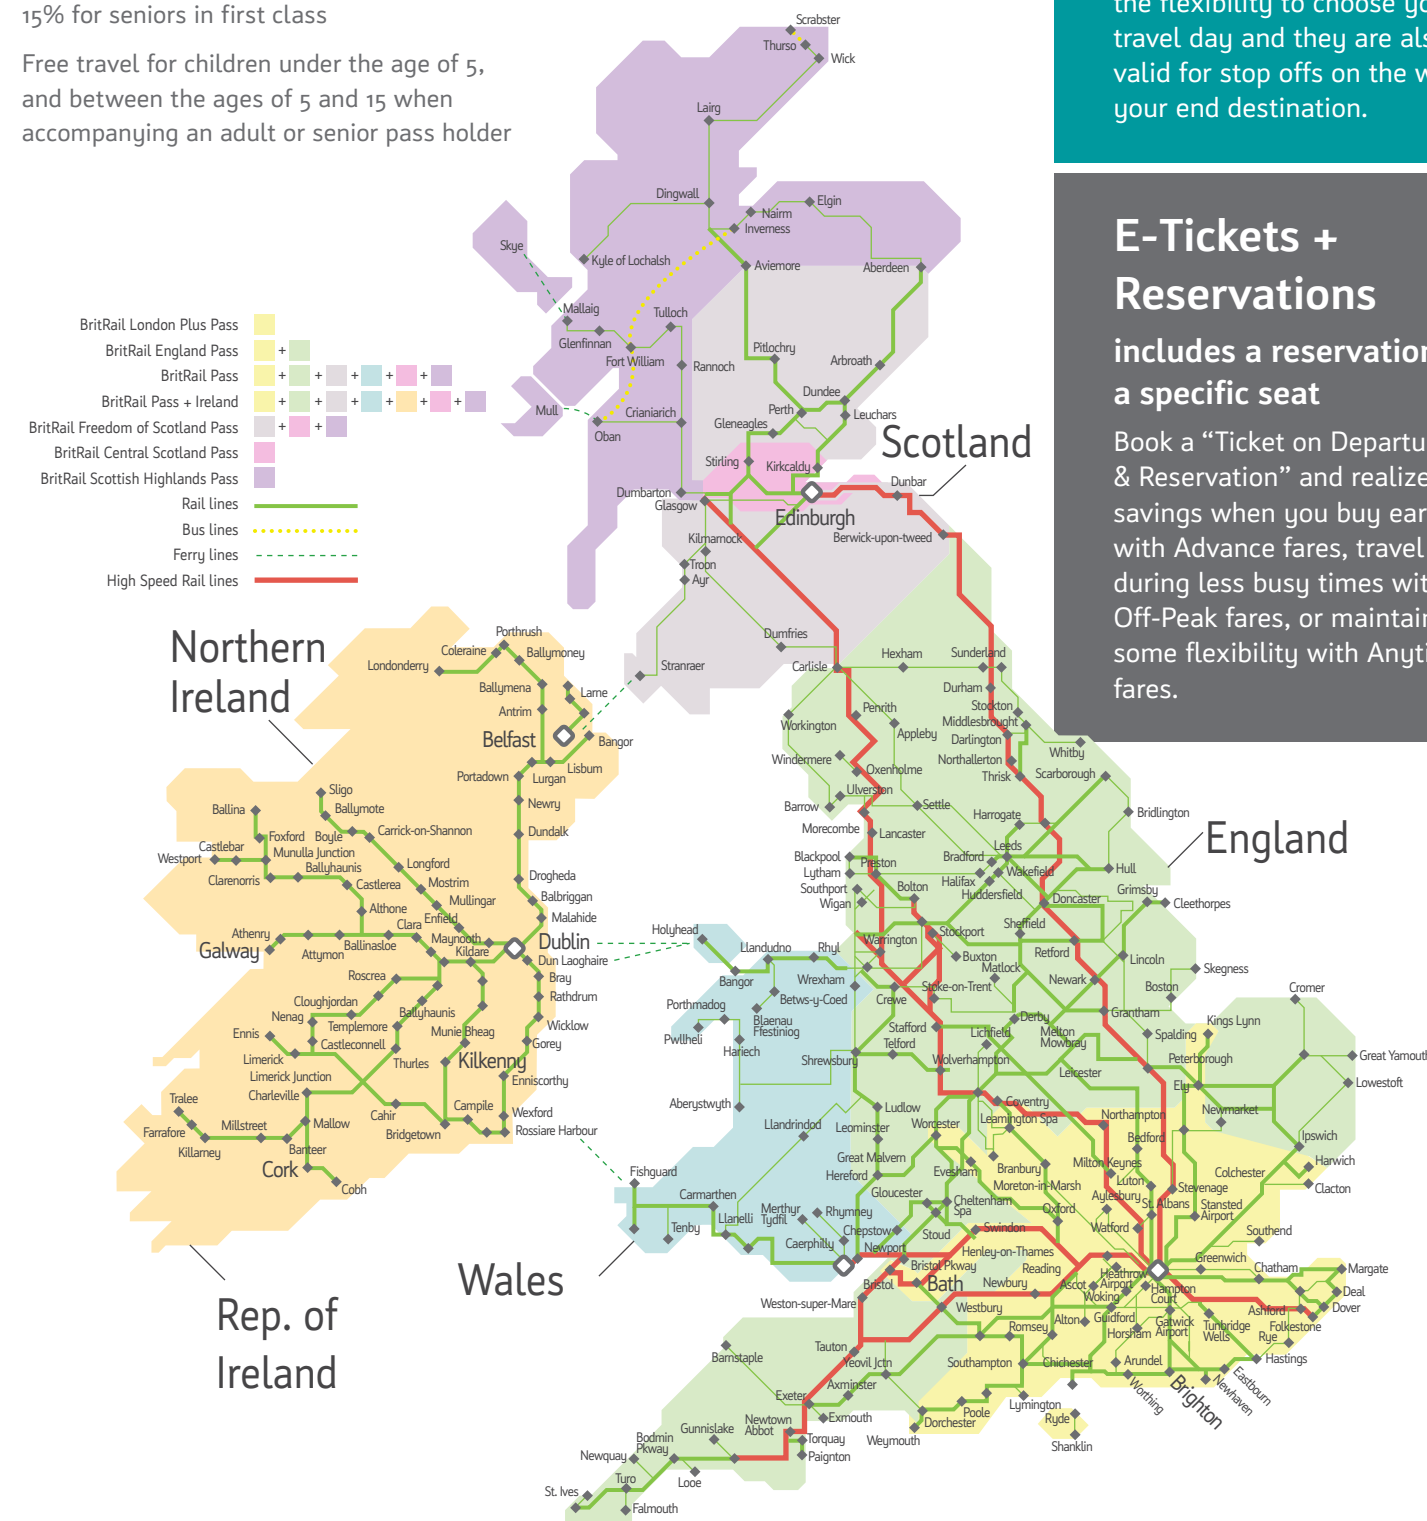 15% for seniors in first class
Free travel for children under the age of 5,
and between the ages of 5 and 15 when
accompanying an adult or senior pass holder
the flexibility to choose yo
travel day and they are als
valid for stop offs on the w
your end destination.
E-Tickets +
Reservations
includes a reservation
a specific seat
Book a “Ticket on Departu
& Reservation” and realize
savings when you buy ear
with Advance fares, travel
during less busy times wit
Off-Peak fares, or maintain
some flexibility with Anyti
fares.
BritRail London Plus Pass
BritRail England Pass
+
BritRail Pass
+ + + + +
BritRail Pass + Ireland
+ + + + + +
BritRail Freedom of Scotland Pass
+ +
BritRail Central Scotland Pass
BritRail Scottish Highlands Pass
Rail lines
Bus lines
Ferry lines
High Speed Rail lines
Scrabster
Thurso
Wick
Lairg
Dingwall
Elgin
Nairm
Inverness
Skye
Kyle of Lochalsh
Aviemore
Aberdeen
Mallaig
Tulloch
Glenfinnan
Fort William
Rannoch
Pitlochry
Arbroath
Dundee
Mull
Crianiarich
Perth
Leuchars
Oban
Gleneagles
Scotland
Stirling
Kirkcaldy
Dumbarton
Dunbar
Glasgow
Edinburgh
Kilmarnock
Berwick-upon-tweed
Troon
Ayr
Dumfries
Stranraer
Carlisle
Hexham
Sunderland
Northern
Ireland
Porthrush
Coleraine
Ballymoney
Londonderry
Ballymena
Larne
Antrim
Belfast
Bangor
Lisbum
Portadown
Lurgan
Newry
Dundalk
Drogheda
Balbriggan
Malahide
Sligo
Ballymote
Ballina
Carrick-on-Shannon
Foxford
Boyle
Castlebar
Munulla Junction
Westport
Ballyhaunis
Longford
Clarenorris
Castlerea
Mostrim
Mullingar
Althone
Enfield
Clara
Athenry
Maynooth
Galway
Ballinasloe
Attymon
Kildare
Dublin
Dun Laoghaire
Roscrea
Bray
Cloughjordan
Rathdrum
Nenag
Ballyhaunis
Ennis
Templemore
Munie Bheag
Wicklow
Castleconnell
Gorey
Limerick
Thurles
Kilkenny
Limerick Junction
Enniscorthy
Charleville
Tralee
Cahir
Campile
Wexford
Farrafore
Millstreet
Mallow
Bridgetown
Rossiare Harbour
Killarney
Banteer
Cork
Cobh
Rep. of
Ireland
Durham
Penrith
Stockton
Workington
Middlesbrought
Appleby
Darlington
Whitby
Windermere
Northallerton
Oxenholme
Thrisk
Scarborough
Ulverston
Barrow
Settle
Bridlington
Harrogate
Morecombe
Lancaster
England
Leeds
Blackpool
Bradford
Preston
Lytham
Wakefield
Hull
Southport
Halifax
Bolton
Huddersfield
Grimsby
Wigan
Doncaster
Cleethorpes
Sheffield
Stockport
Warrington
Holyhead
Llandudno
Rhyl
Buxton
Retford
Lincoln
Skegness
Matlock
Bangor
Wrexham
Stoke-on-Trent
Newark
Boston
Cromer
Betws-y-Coed
Crewe
Porthmadog
Blaenau
Ffestiniog
Derby
Grantham
Kings Lynn
Pwllheli
Hariech
Stafford
Lichfield
Melton
Mowbray
Spalding
Telford
Shrewsbury
Wolverhampton
Peterborough
Great Yamouth
Leicester
Ely
Lowestoft
Aberystwyth
Ludlow
Coventry
Newmarket
Leamington Spa
Northampton
Llandrindod
Leominster
Worcester
Bedford
Ipswich
Great Malvern
Branbury
Milton Keynes
Harwich
Fishguard
Hereford
Evesham
Moreton-in-Marsh
Luton
Colchester
Clacton
Carmarthen
Gloucester
Cheltenham
Spa
Aylesbury
Stevenage
Merthyr
Tydfil
Rhymney
Oxford
St. Albans
Stansted
Airport
Llanelli
Chepstow
Stoud
Swindon
Watford
Southend
Tenby
Caerphilly
Newport
Henley-on-Thames
Greenwich
Wales
Bristol Pkway
Reading
Heathrow
Airport
Chatham
Margate
Bristol
Bath
Newbury
Ascot
Hampton
Court
Deal
Woking
Weston-super-Mare
Westbury
Ashford
Dover
Alton
Guildford
Gatwick
Airport
Tunbridge
Wells
Folkestone
Romsey
Horsham
Rye
Tauton
Barnstaple
Yeovil Jctn
Southampton
Chichester
Arundel
Hastings
Axminster
Worthing
Brighton
Newhaven
Eastbourn
Exeter
Lymington
Exmouth
Poole
Newtown
Abbot
Dorchester
Ryde
Gunnislake
Weymouth
Bodmin
Pkway
Torquay
Shanklin
Newquay
Paignton
Turo
Looe
St. Ives
Falmouth